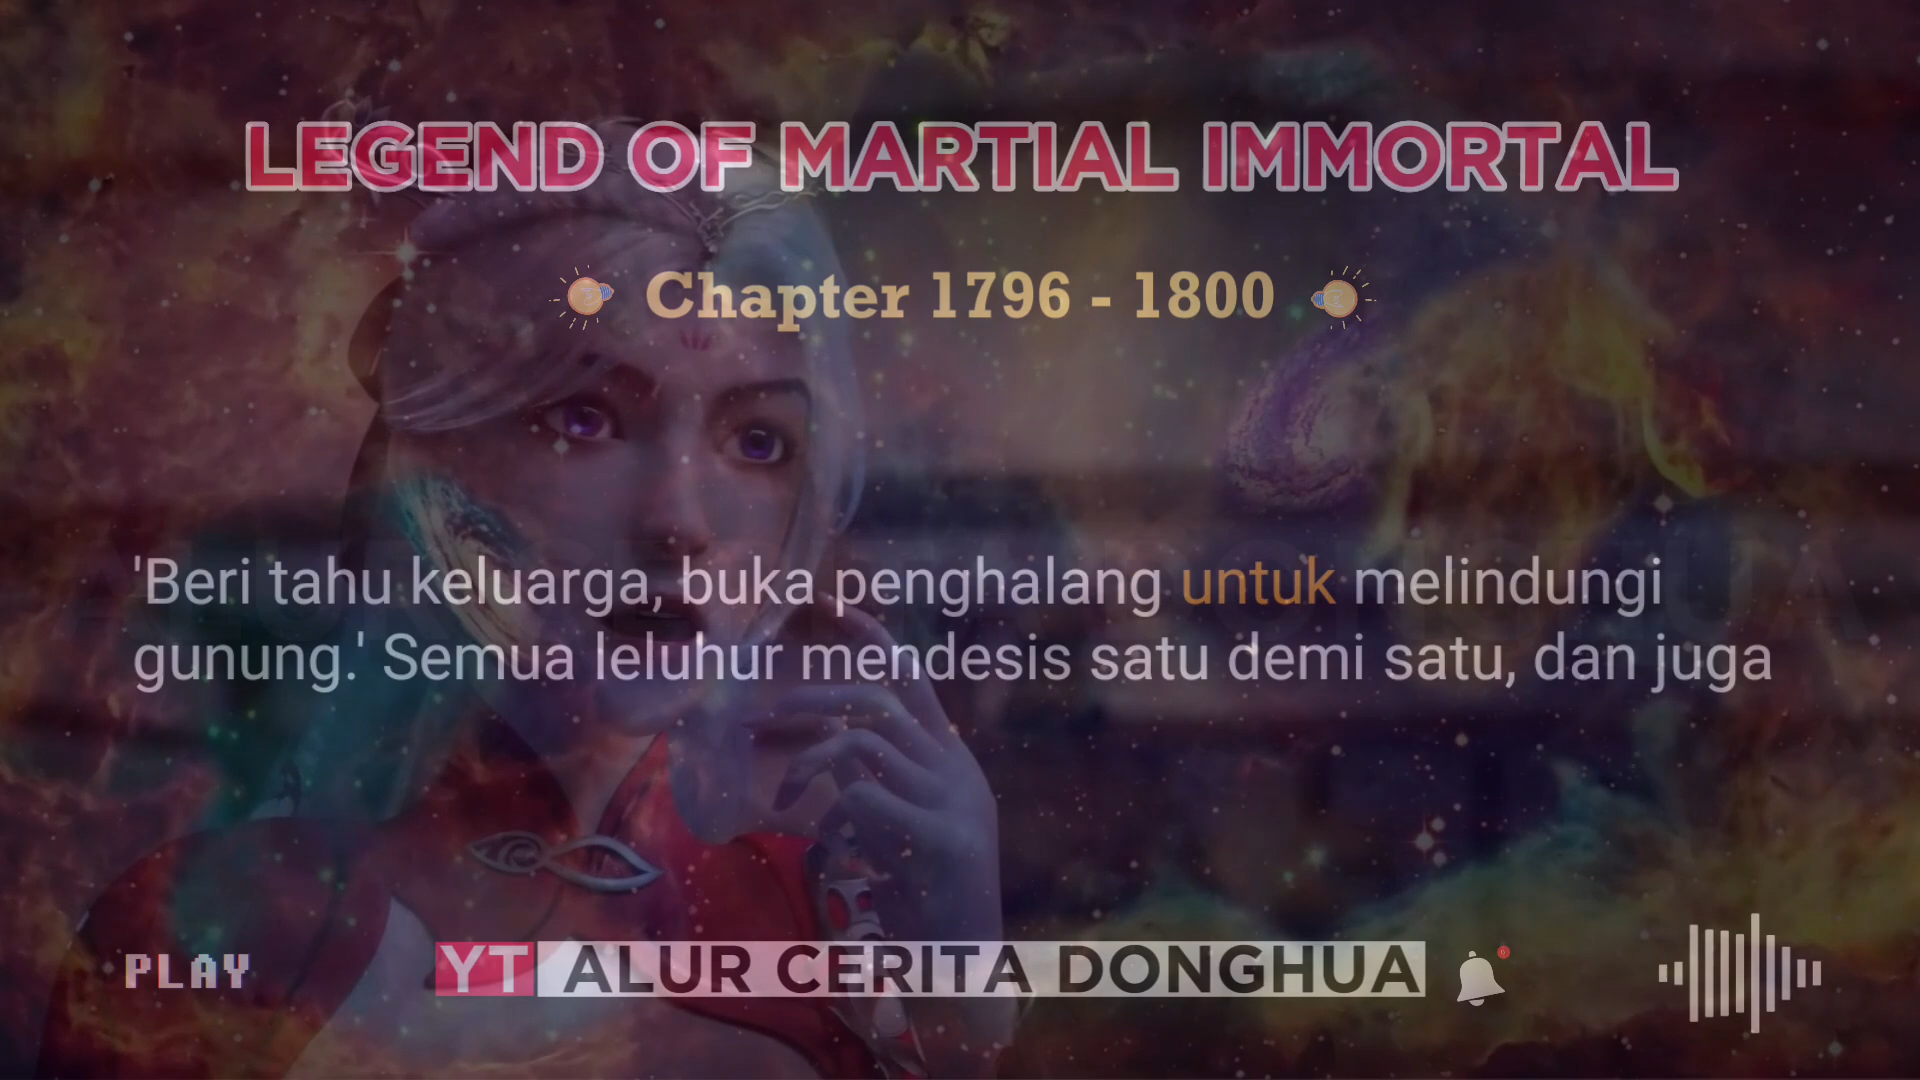 LEGEND OF MARTIAL IMMORTAL
Chapter 1796 - 1800
'Beri tahu keluarga, buka penghalang untuk melindungi
gunung.' Semua leluhur mendesis satu demi satu, dan juga
PLAY
YT ALUR CERITA DONGHUA